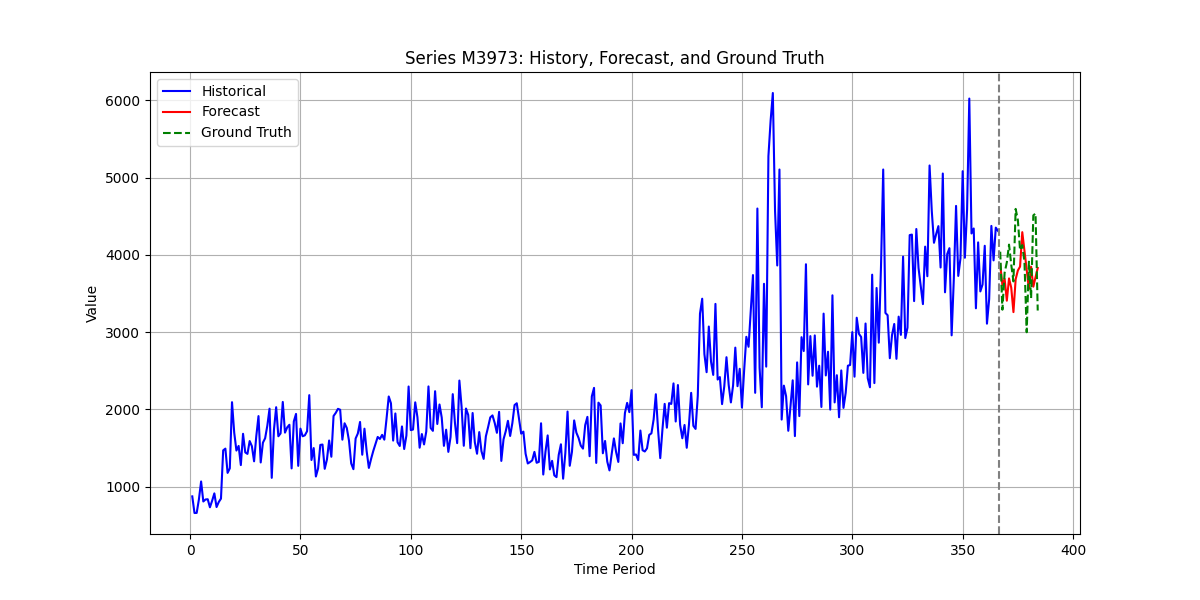 Series M3973: History, Forecast, and Ground Truth
Historical
Forecast
Ground Truth
6000
5000
4000
3000
2000
1000
Value
0 50 100 150 200 250 300 350 400
Time Period